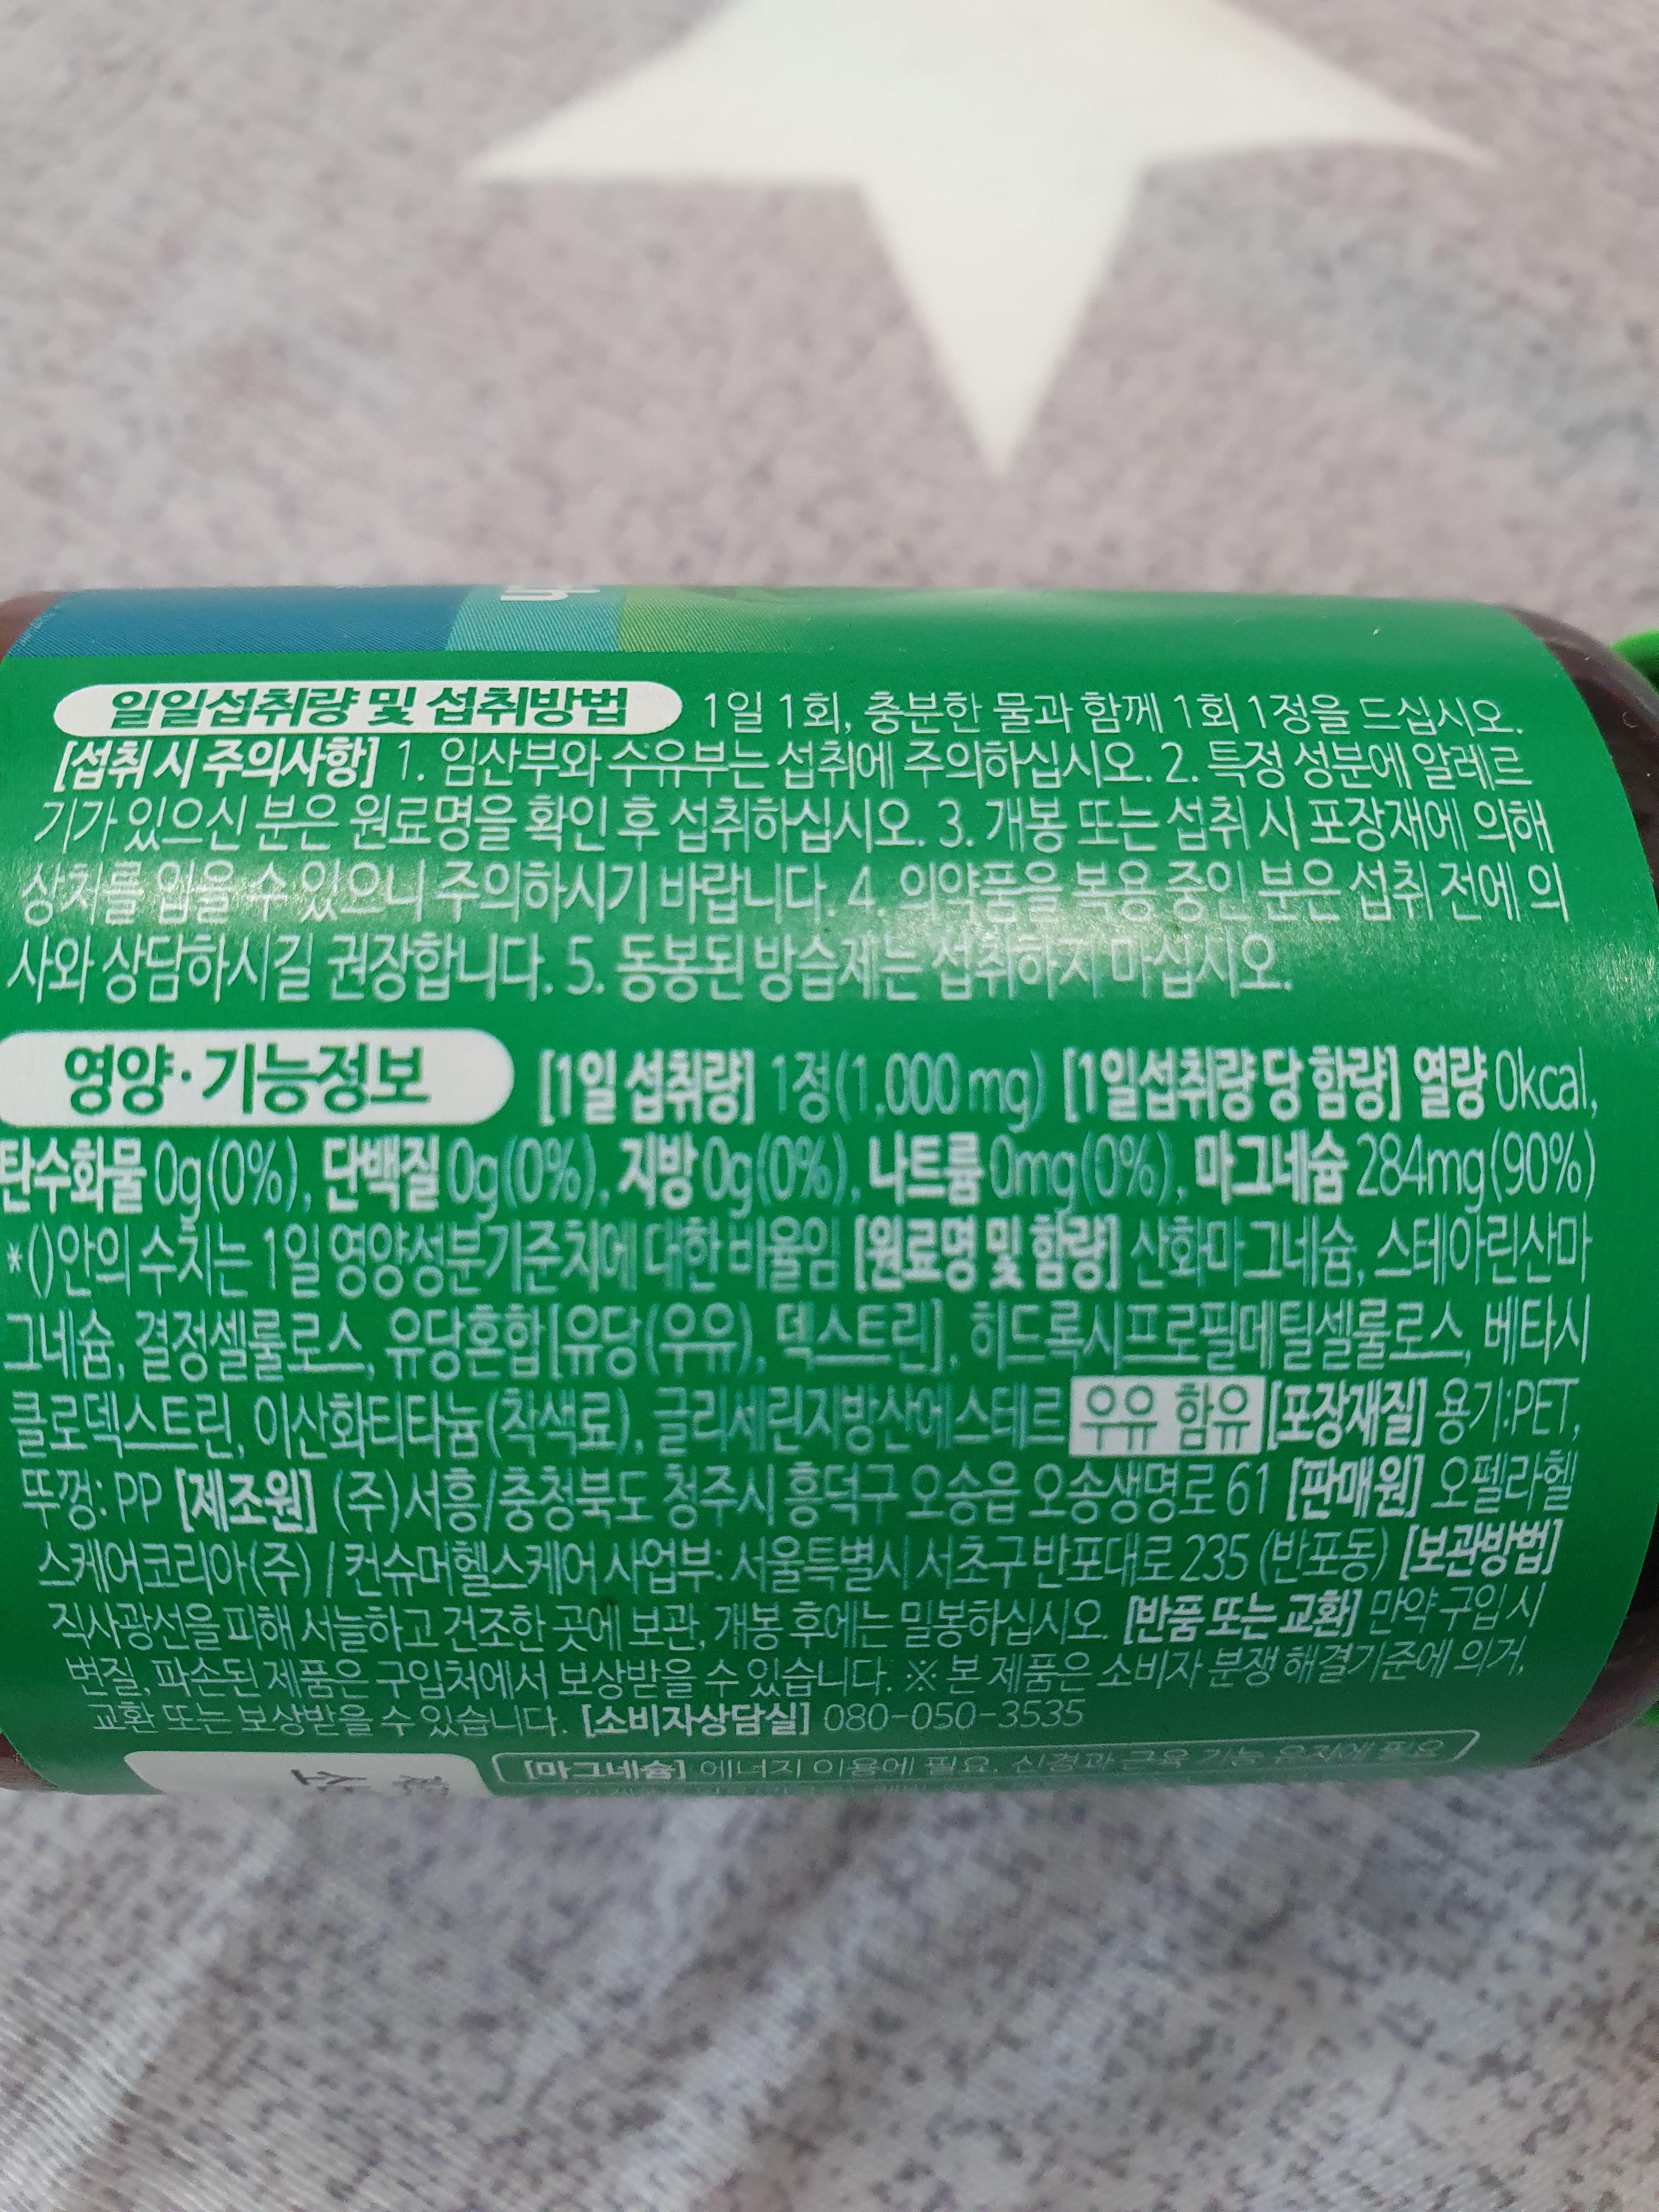 일일섭취량 및 섭취방법 1일 1회, 충분한 물과 함께 1회 1정을 드십시오.
[섭취 시 주의사항] 1. 임산부와 수유부는 섭취에 주의하십시오. 2. 특정 성분에 알레르
기가 있으신 분은 원료명을 확인 후 섭취하십시오. 3. 개봉 또는 섭취 시 포장재에 의해
상처를 입을 수 있으니 주의하시기 바랍니다. 4. 의약품을 복용 중인 분은 섭취 전에 의
사와 상담하시길 권장합니다. 5. 동봉된 방습제는 섭취하지 마십시오.
영양·기능정보 [1일 섭취량] 1정(1,000 mg) [1일섭취량 당 함량] 열량 0kcal,
탄수화물 0g(0%), 단백질 0g(0%), 지방 0g(0%), 나트륨 0mg(0%), 마그네슘 284mg(90%)
*()안의 수치는 1일 영양성분기준치에 대한 비율임 [원료명 및 함량] 산화마그네슘, 스테아린산마
그네슘, 결정셀룰로스, 유당혼합[유당(우유), 덱스트린], 히드록시프로필메틸셀룰로스, 베타시
클로덱스트린, 이산화티타늄(착색료), 글리세린지방산에스테르 우유 함유 [포장재질] 용기:PET,
뚜껑: PP [제조원] (주)서흥/충청북도 청주시 흥덕구 오송읍 오송생명로 61 [판매원] 오펠라헬
스케어코리아(주) / 컨슈머헬스케어 사업부: 서울특별시 서초구 반포대로 235 (반포동) [보관방법]
직사광선을 피해 서늘하고 건조한 곳에 보관, 개봉 후에는 밀봉하십시오. [반품 또는 교환] 만약 구입 시
변질, 파손된 제품은 구입처에서 보상받을 수 있습니다. ※ 본 제품은 소비자 분쟁 해결기준에 의거,
교환 또는 보상받을 수 있습니다. [소비자상담실] 080-050-3535
[마그네슘] 에너지 이용에 필요, 신경과 근육 기능 유지에 필요